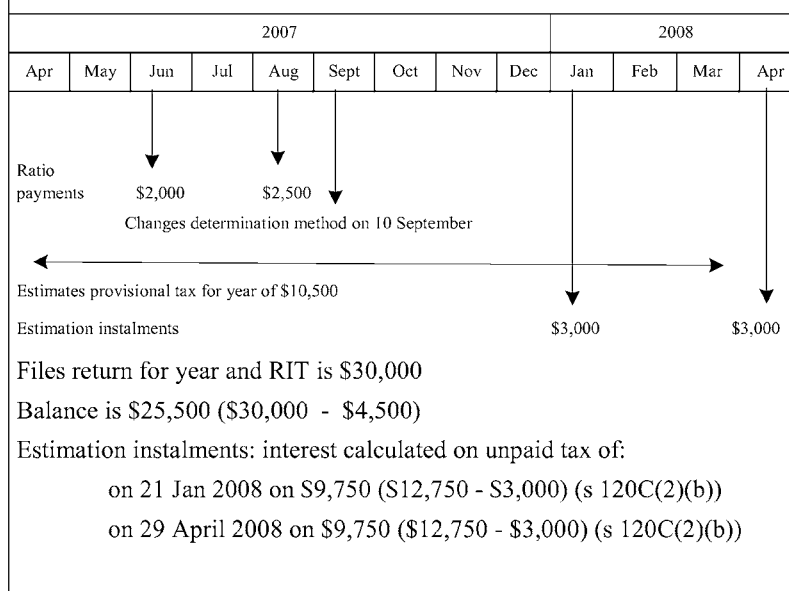 2007 2008
Apr May Jun Jul Aug Sept Oct Nov Dec Jan Feb Mar Apr
Ratio
payments $2,000 $2,500
Changes determination method on 10 September
Estimates provisional tax for year of $10,500
Estimation instalments $3,000 $3,000
Files return for year and RIT is $30,000
Balance is $25,500 ($30,000 - $4,500)
Estimation instalments: interest calculated on unpaid tax of:
on 21 Jan 2008 on $9,750 ($12,750 - $3,000) (s 120C(2)(b))
on 29 April 2008 on $9,750 ($12,750 - $3,000) (s 120C(2)(b))